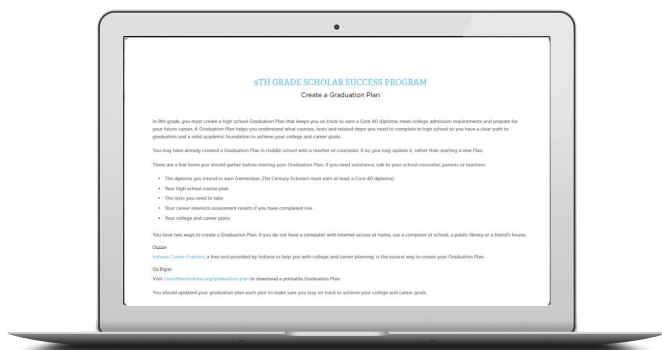 9TH GRADE SCHOLAR SUCCESS PROGRAM
Create a Graduation Plan
In 9th grade, you must create a high school Graduation Plan that keeps you on track to earn a Core 40 diploma, meet college admission requirements and prepare for
your future career. A Graduation Plan helps you understand what courses, tests and related steps you need to complete in high school so you have a clear path to
graduation and a solid academic foundation to achieve your college and career goals.
You may have already created a Graduation Plan in middle school with a teacher or counselor. If so, you may update it, rather than starting a new Plan.
There are a few items you should gather before starting your Graduation Plan. If you need assistance, talk to your school counselor, parents or teachers.
• The diploma you intend to earn (remember, 21st Century Scholars must earn at least a Core 40 diploma)
• Your high school course plan
• The tests you need to take
• Your career interests assessment results if you have completed one
• Your college and career plans
You have two ways to create a Graduation Plan. If you do not have a computer with Internet access at home, use a computer at school, a public library or a friend's house.
Online
Indiana Career Explorer, a free tool provided by Indiana to help you with college and career planning, is the easiest way to create your Graduation Plan.
On Paper
Visit LearnMoreIndiana.org/graduation-plan to download a printable Graduation Plan.
You should updated your graduation plan each year to make sure you stay on track to achieve your college and career goals.